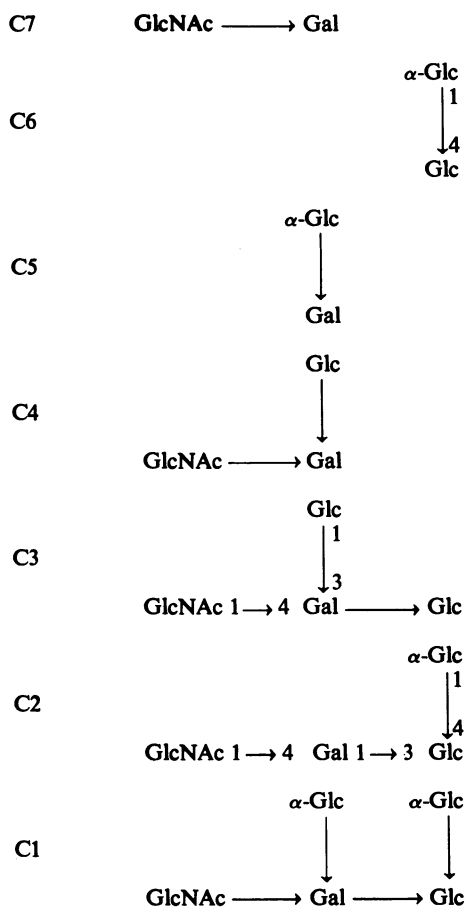 C7 GlcNAc → Gal
α-Glc
1
C6
4
Glc
α-Glc
C5
Gal
Glc
C4
GlcNAc → Gal
Glc
1
C3
3
GlcNAc 1 → 4 Gal → Glc
α-Glc
1
C2
4
GlcNAc 1 → 4 Gal 1 → 3 Glc
α-Glc α-Glc
C1
GlcNAc → Gal → Glc